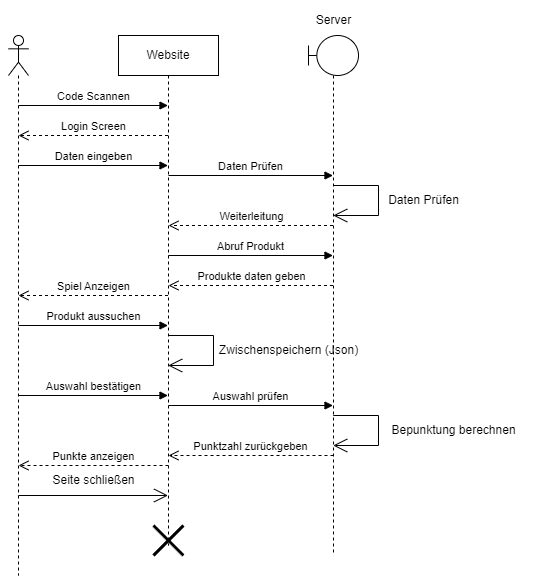 Server
Website
Code Scannen
Login Screen
Daten eingeben
Daten Prüfen
Daten Prüfen
Weiterleitung
Abruf Produkt
Produkte daten geben
Spiel Anzeigen
Produkt aussuchen
Zwischenspeichern (Json)
Auswahl bestätigen
Auswahl prüfen
Bepunktung berechnen
Punktzahl zurückgeben
Punkte anzeigen
Seite schließen